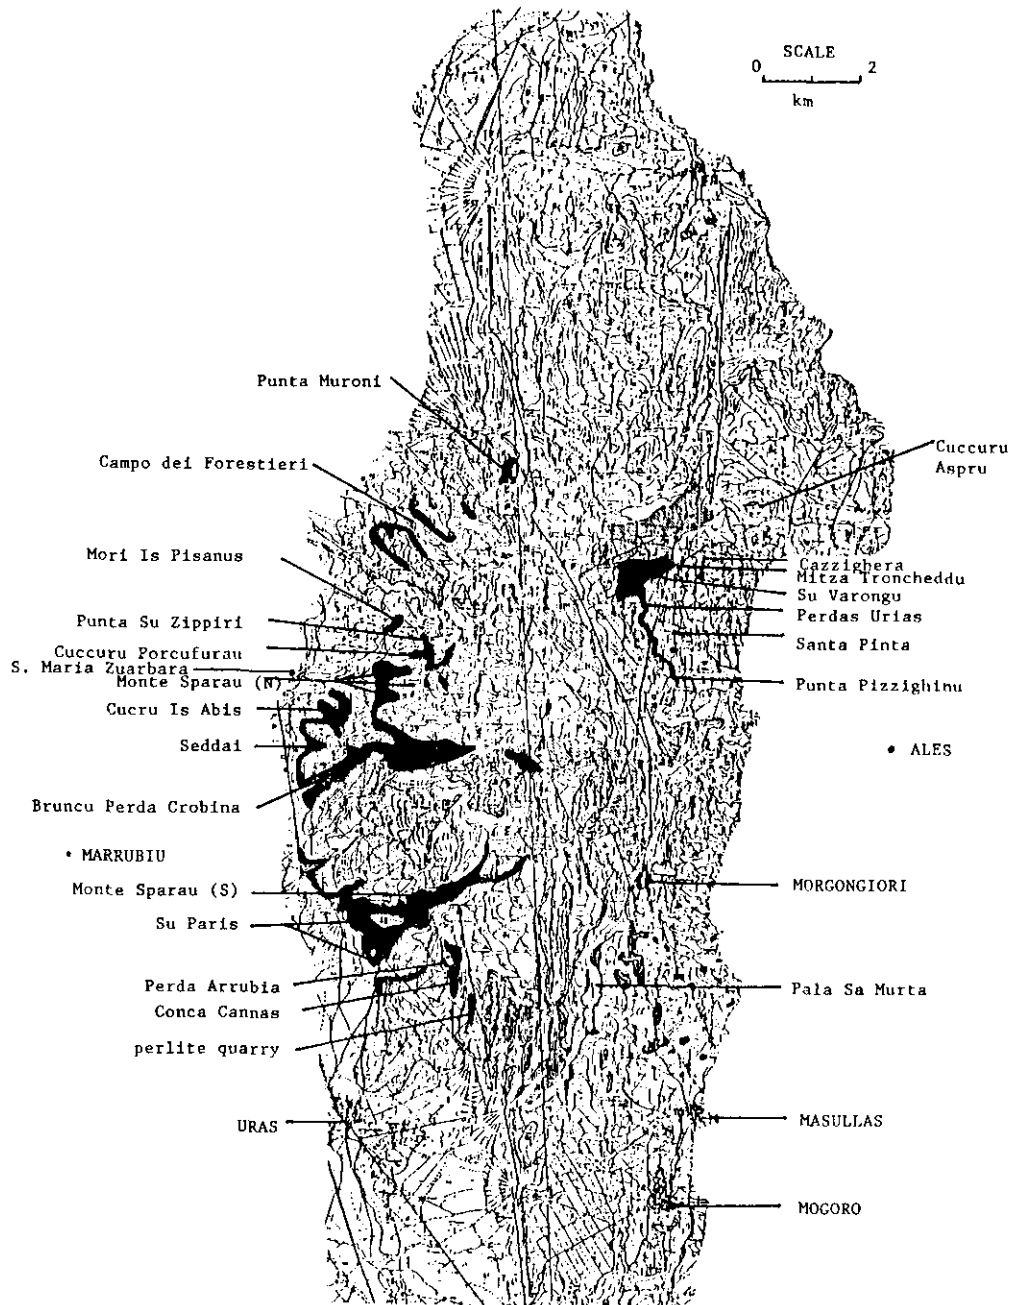 SCALE
0 2
km
Punta Muroni
Cuccuru
Aspru
Campo dei Forestieri
Mori Is Pisanus
Cazzighera
Mitza Troncheddu
Su Varongu
Perdas Urias
Punta Su Zippiri
Santa Pinta
Cuccuru Porcufurau
S. Maria Zuarbara
Monte Sparau (N)
Punta Pizzighinu
Cucru Is Abis
Seddai
ALES
Bruncu Perda Crobina
MARRUBIU
Monte Sparau (S)
MORGONGIORI
Su Paris
Perda Arrubia
Pala Sa Murta
Conca Cannas
perlite quarry
URAS
MASULLAS
MOGORO